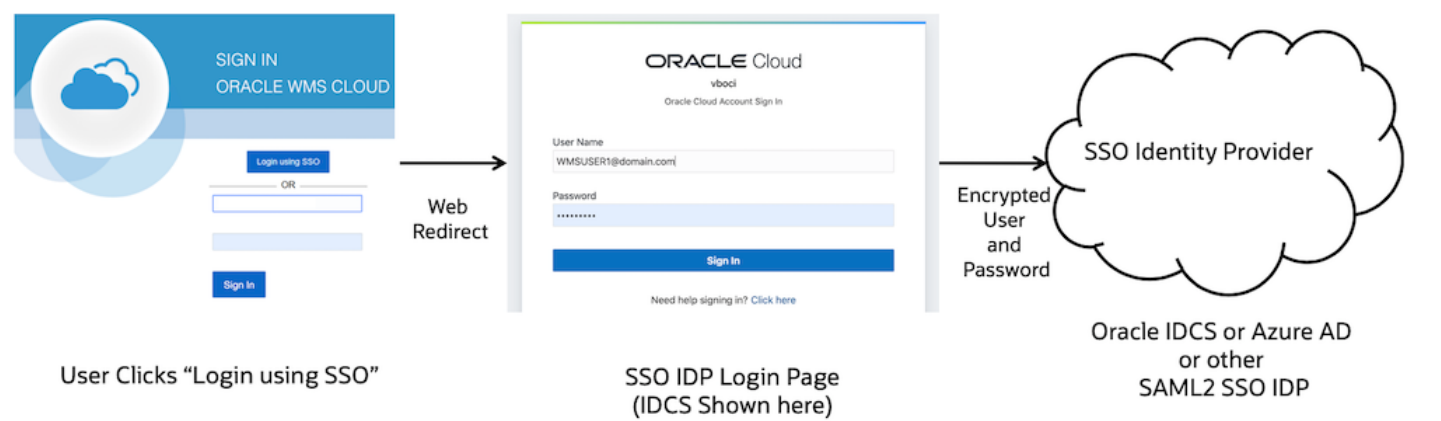 SIGN IN
ORACLE WMS CLOUD
Login using SSO
OR
Sign In
User Clicks “Login using SSO”
Web
Redirect
ORACLE Cloud
vboci
Oracle Cloud Account Sign In
User Name
WMSUSER1@domain.com
Password
•••••••••
Sign In
Need help signing in? Click here
SSO IDP Login Page
(IDCS Shown here)
Encrypted
User
and
Password
SSO Identity Provider
Oracle IDCS or Azure AD
or other
SAML2 SSO IDP